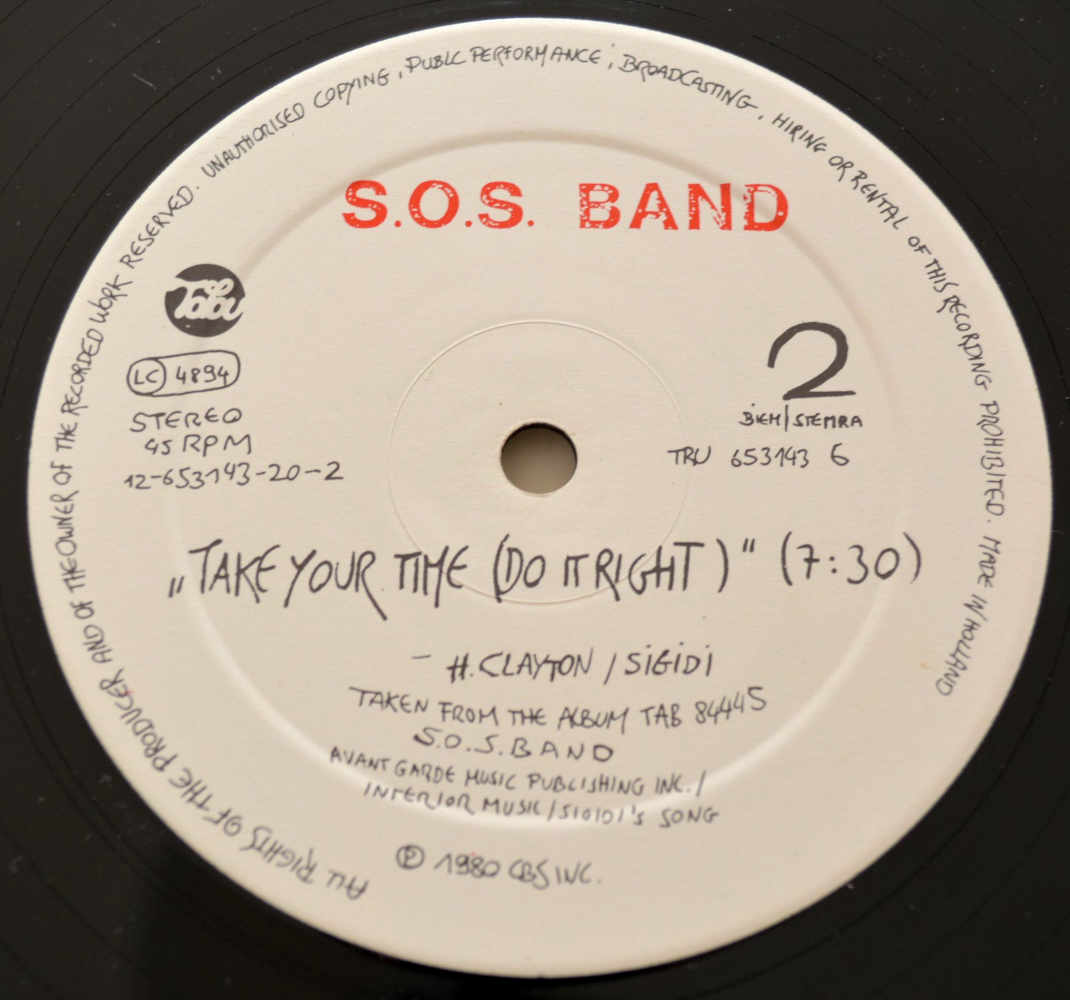 ALL RIGHTS OF THE PRODUCER AND OF THE OWNER OF THE RECORDED WORK RESERVED. UNAUTHORISED COPYING, PUBLC PERFORMANCE, BROADCASTING, HIRING OR RENTAL OF THIS RECORDING PROHIBITED. MADE IN HOLLAND
S.O.S. BAND
Tabu
LC 4894
STEREO
45 RPM
12-653143-20-2
2
BIEM/STEMRA
TRU 653143 6
„TAKE YOUR TIME (DO IT RIGHT)" (7:30)
- H. CLAYTON / SIGIDI
TAKEN FROM THE ALBUM TAB 84445
S.O.S. BAND
AVANT GARDE MUSIC PUBLISHING INC. /
INTERIOR MUSIC / SIGIDI'S SONG
Ⓟ 1980 CBS INC.